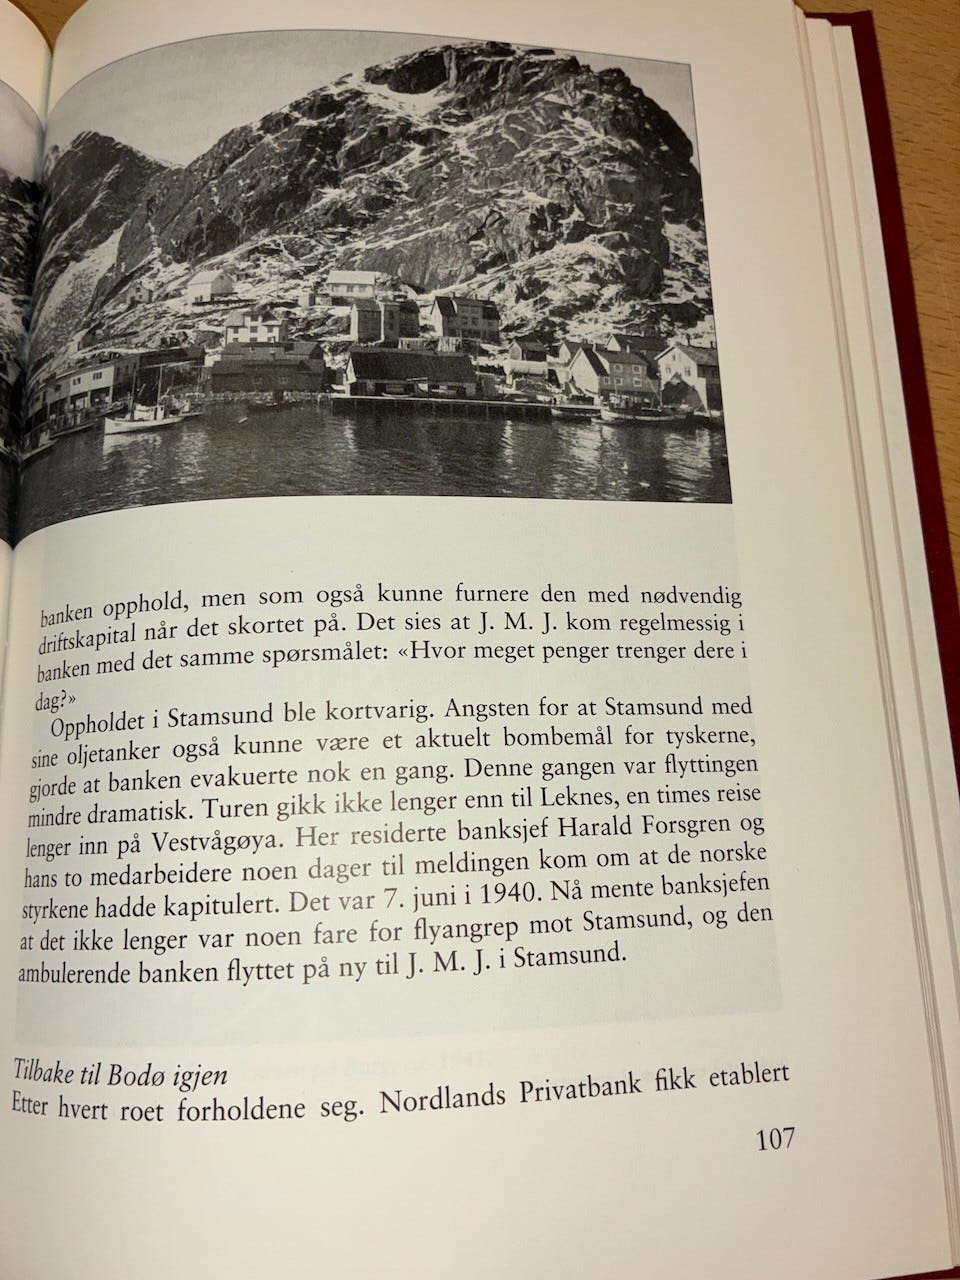 banken opphold, men som også kunne furnere den med nødvendig
driftskapital når det skortet på. Det sies at J. M. J. kom regelmessig i
banken med det samme spørsmålet: «Hvor meget penger trenger dere i
dag?»
Oppholdet i Stamsund ble kortvarig. Angsten for at Stamsund med
sine oljetanker også kunne være et aktuelt bombemål for tyskerne,
gjorde at banken evakuerte nok en gang. Denne gangen var flyttingen
mindre dramatisk. Turen gikk ikke lenger enn til Leknes, en times reise
lenger inn på Vestvågøya. Her residerte banksjef Harald Forsgren og
hans to medarbeidere noen dager til meldingen kom om at de norske
styrkene hadde kapitulert. Det var 7. juni i 1940. Nå mente banksjefen
at det ikke lenger var noen fare for flyangrep mot Stamsund, og den
ambulerende banken flyttet på ny til J. M. J. i Stamsund.
Tilbake til Bodø igjen
Etter hvert roet forholdene seg. Nordlands Privatbank fikk etablert
107